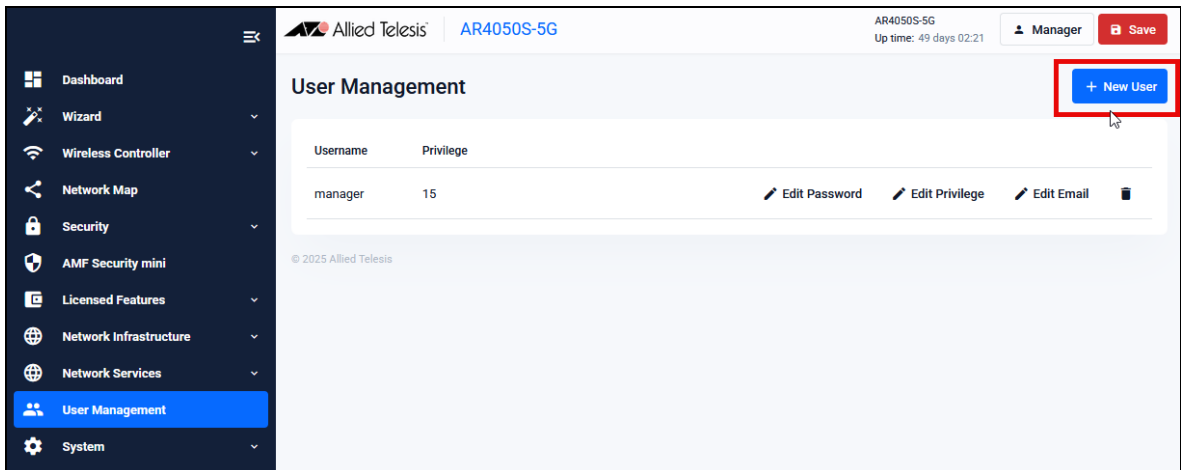 Allied Telesis
AR4050S-5G
AR4050S-5G
Up time: 49 days 02:21
Manager
Save
Dashboard
Wizard
Wireless Controller
Network Map
Security
AMF Security mini
Licensed Features
Network Infrastructure
Network Services
User Management
System
User Management
+ New User
Username Privilege
manager 15 Edit Password Edit Privilege Edit Email
© 2025 Allied Telesis